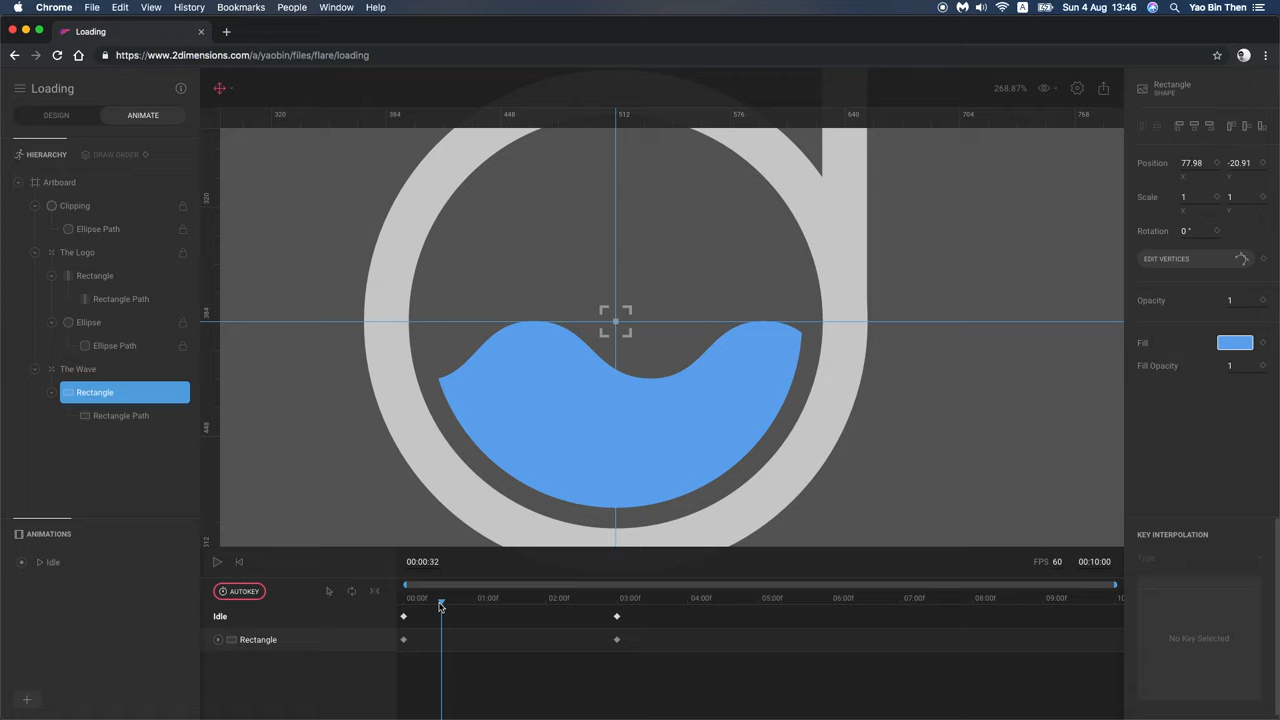 Chrome File Edit View History Bookmarks People Window Help A Sun 4 Aug 13:46 Yao Bin Then
Loading
https://www.2dimensions.com/a/yaobin/files/flare/loading
Loading
DESIGN ANIMATE
HIERARCHY DRAW ORDER
Artboard
Clipping
Ellipse Path
The Logo
Rectangle
Rectangle Path
Ellipse
Ellipse Path
The Wave
Rectangle
Rectangle Path
ANIMATIONS
Idle
268.87%
320 384 448 512 576 640 704 768
320
384
448
512
Rectangle
SHAPE
Position 77.98 -20.91
X Y
Scale 1 1
X Y
Rotation 0 °
EDIT VERTICES
Opacity 1
Fill
Fill Opacity 1
KEY INTERPOLATION
Type
No Key Selected
00:00:32 FPS 60 00:10:00
AUTOKEY
00:00f 01:00f 02:00f 03:00f 04:00f 05:00f 06:00f 07:00f 08:00f 09:00f 10
Idle
Rectangle